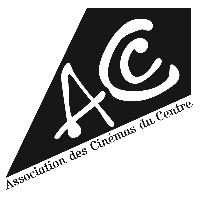 ACC
Association des Cinémas du Centre